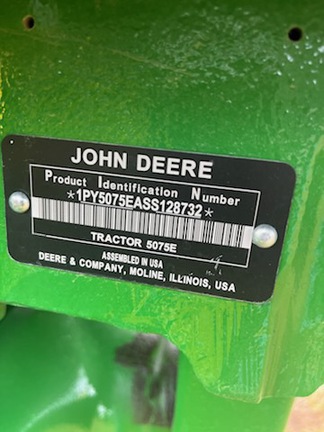 JOHN DEERE
Product Identification Number
*1PY5075EASS128732*
TRACTOR 5075E
ASSEMBLED IN USA
DEERE & COMPANY, MOLINE, ILLINOIS, USA